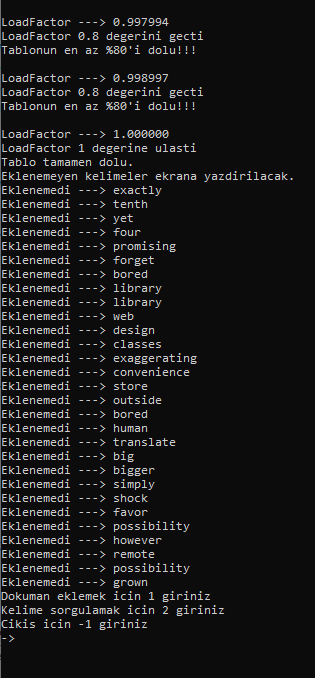 LoadFactor ---> 0.997994
LoadFactor 0.8 degerini gecti
Tablonun en az %80'i dolu!!!
LoadFactor ---> 0.998997
LoadFactor 0.8 degerini gecti
Tablonun en az %80'i dolu!!!
LoadFactor ---> 1.000000
LoadFactor 1 degerine ulasti
Tablo tamamen dolu.
Eklenemeyen kelimeler ekrana yazdirilacak.
Eklenemedi ---> exactly
Eklenemedi ---> tenth
Eklenemedi ---> yet
Eklenemedi ---> four
Eklenemedi ---> promising
Eklenemedi ---> forget
Eklenemedi ---> bored
Eklenemedi ---> library
Eklenemedi ---> library
Eklenemedi ---> web
Eklenemedi ---> design
Eklenemedi ---> classes
Eklenemedi ---> exaggerating
Eklenemedi ---> convenience
Eklenemedi ---> store
Eklenemedi ---> outside
Eklenemedi ---> bored
Eklenemedi ---> human
Eklenemedi ---> translate
Eklenemedi ---> big
Eklenemedi ---> bigger
Eklenemedi ---> simply
Eklenemedi ---> shock
Eklenemedi ---> favor
Eklenemedi ---> possibility
Eklenemedi ---> however
Eklenemedi ---> remote
Eklenemedi ---> possibility
Eklenemedi ---> grown
Dokuman eklemek icin 1 giriniz
Kelime sorgulamak icin 2 giriniz
Cikis icin -1 giriniz
->